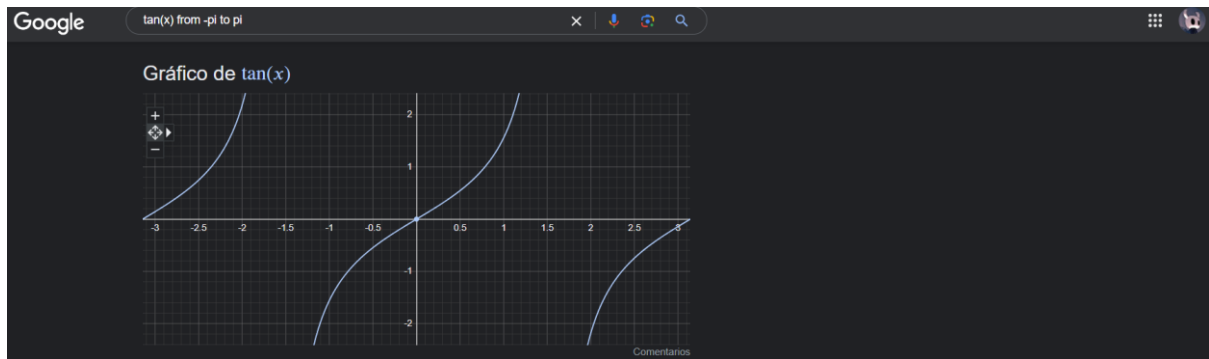 Google
tan(x) from -pi to pi
Gráfico de tan(x)
2
1
-3 -2.5 -2 -1.5 -1 -0.5 0.5 1 1.5 2 2.5 3
-1
-2
Comentarios